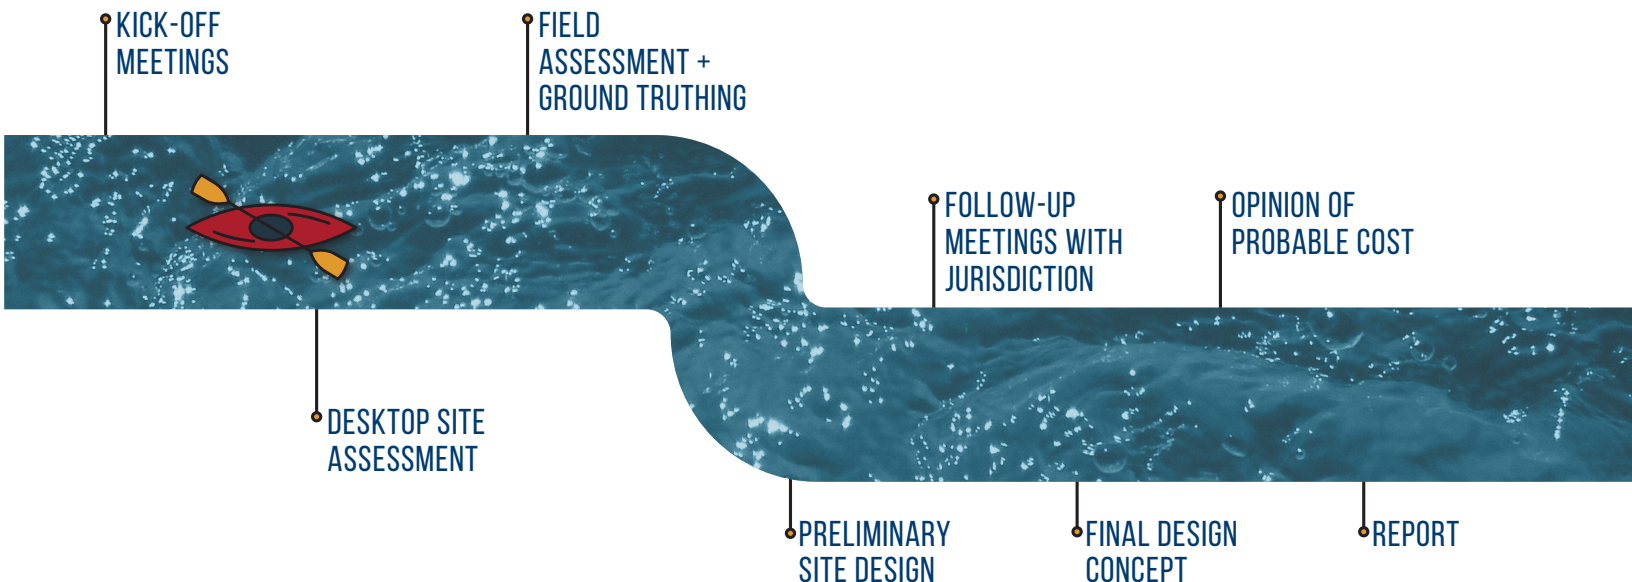 KICK-OFF
MEETINGS
FIELD
ASSESSMENT +
GROUND TRUTHING
FOLLOW-UP
MEETINGS WITH
JURISDICTION
OPINION OF
PROBABLE COST
DESKTOP SITE
ASSESSMENT
PRELIMINARY
SITE DESIGN
FINAL DESIGN
CONCEPT
REPORT